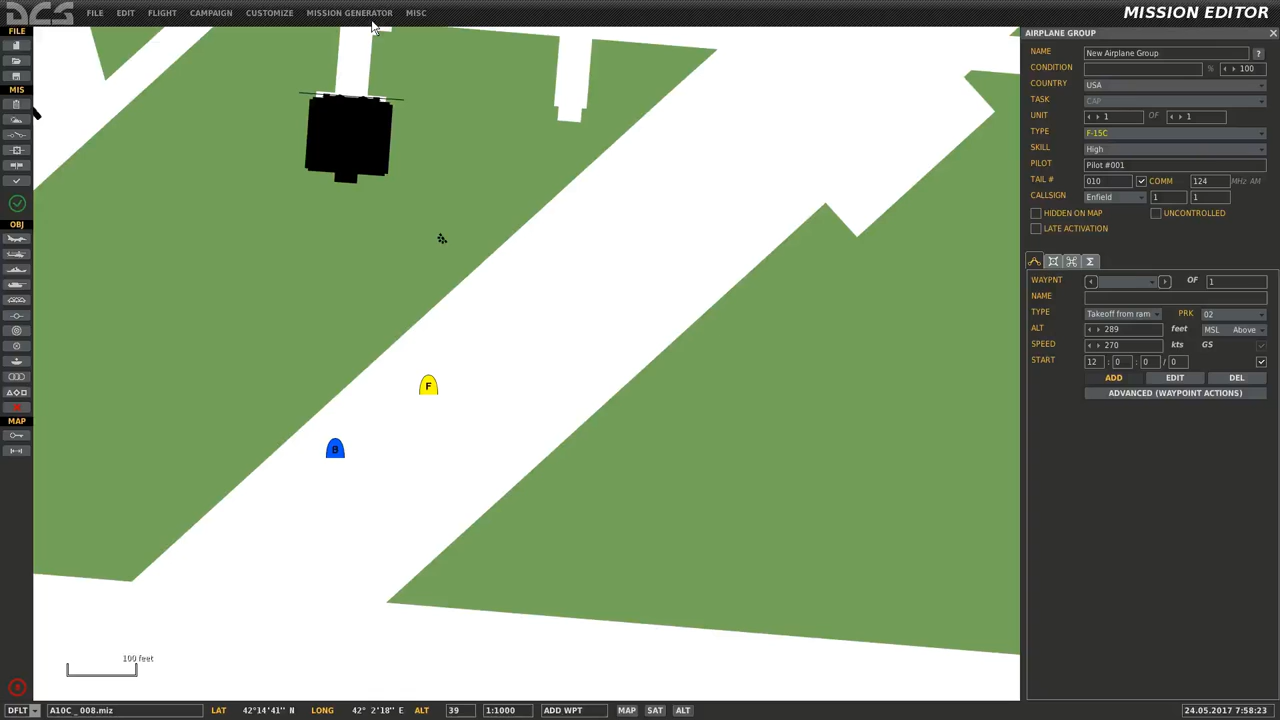 DCS FILE EDIT FLIGHT CAMPAIGN CUSTOMIZE MISSION GENERATOR MISC MISSION EDITOR
FILE
MIS
OBJ
MAP
F
B
100 feet
AIRPLANE GROUP
NAME New Airplane Group ?
CONDITION % 100
COUNTRY USA
TASK CAP
UNIT 1 OF 1
TYPE F-15C
SKILL High
PILOT Pilot #001
TAIL # 010 COMM 124 MHz AM
CALLSIGN Enfield 1 1
HIDDEN ON MAP UNCONTROLLED
LATE ACTIVATION
WAYPNT OF 1
NAME
TYPE Takeoff from ram PRK 02
ALT 289 feet MSL Above
SPEED 270 kts GS
START 12 : 0 : 0 / 0
ADD EDIT DEL
ADVANCED (WAYPOINT ACTIONS)
DFLT A10C_008.miz LAT 42°14'41'' N LONG 42° 2'18'' E ALT 39 1:1000 ADD WPT MAP SAT ALT 24.05.2017 7:58:23